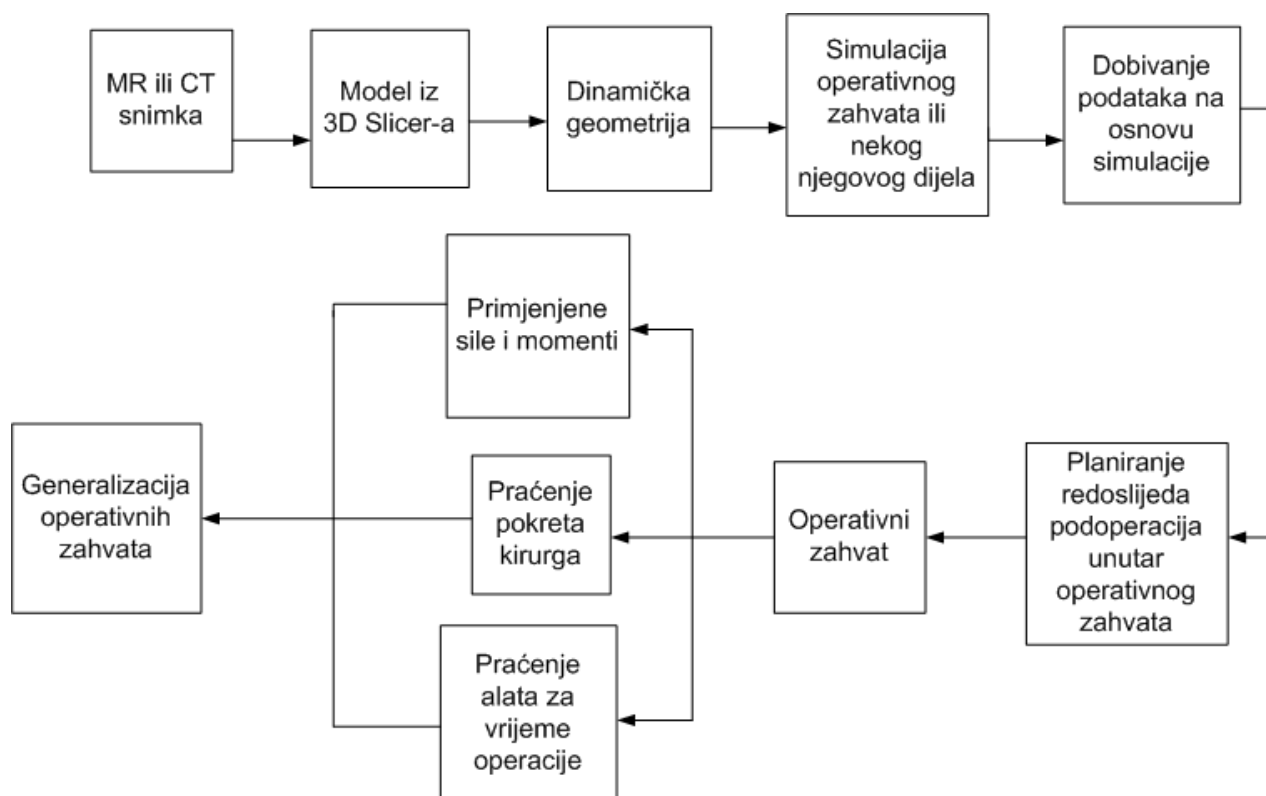 MR ili CT
snimka
Model iz
3D Slicer-a
Dinamička
geometrija
Simulacija
operativnog
zahvata ili
nekog
njegovog dijela
Dobivanje
podataka na
osnovu
simulacije
Planiranje
redoslijeda
podoperacija
unutar
operativnog
zahvata
Operativni
zahvat
Primjenjene
sile i momenti
Praćenje
pokreta
kirurga
Praćenje
alata za
vrijeme
operacije
Generalizacija
operativnih
zahvata